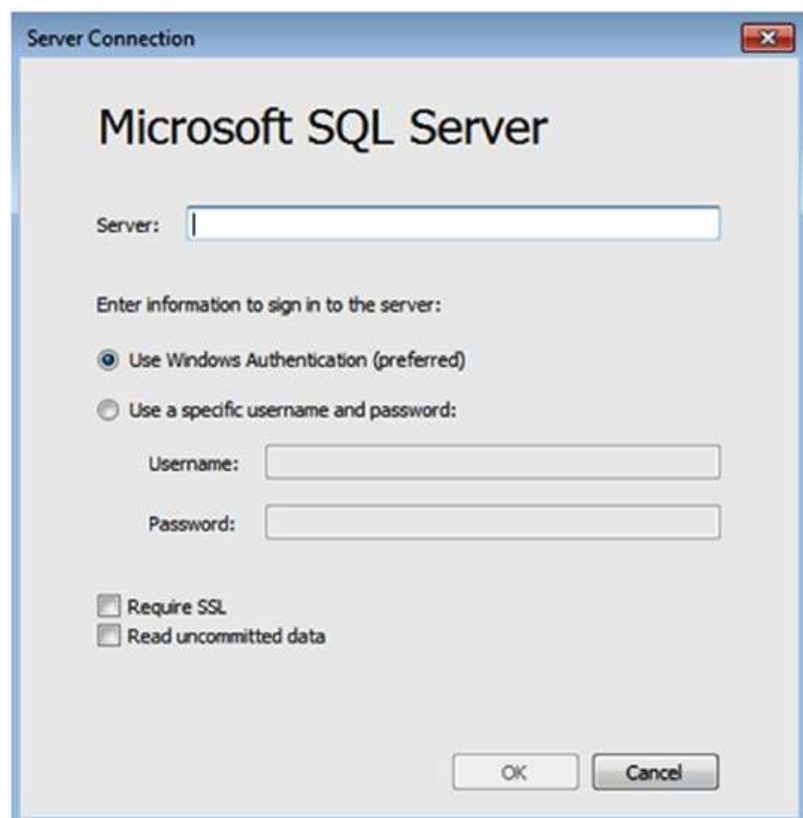 Server Connection
Microsoft SQL Server
Server:
Enter information to sign in to the server:
Use Windows Authentication (preferred)
Use a specific username and password:
Username:
Password:
Require SSL
Read uncommitted data
OK Cancel